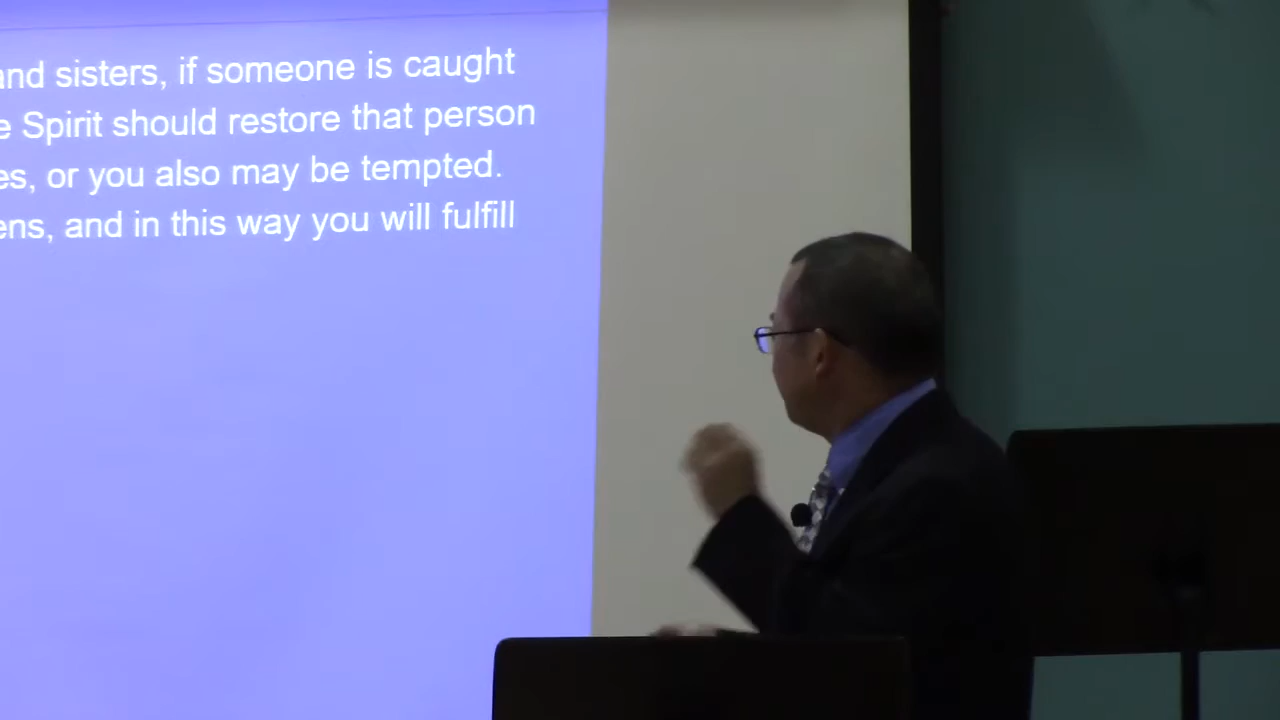 and sisters, if someone is caught
e Spirit should restore that person
es, or you also may be tempted.
ens, and in this way you will fulfill